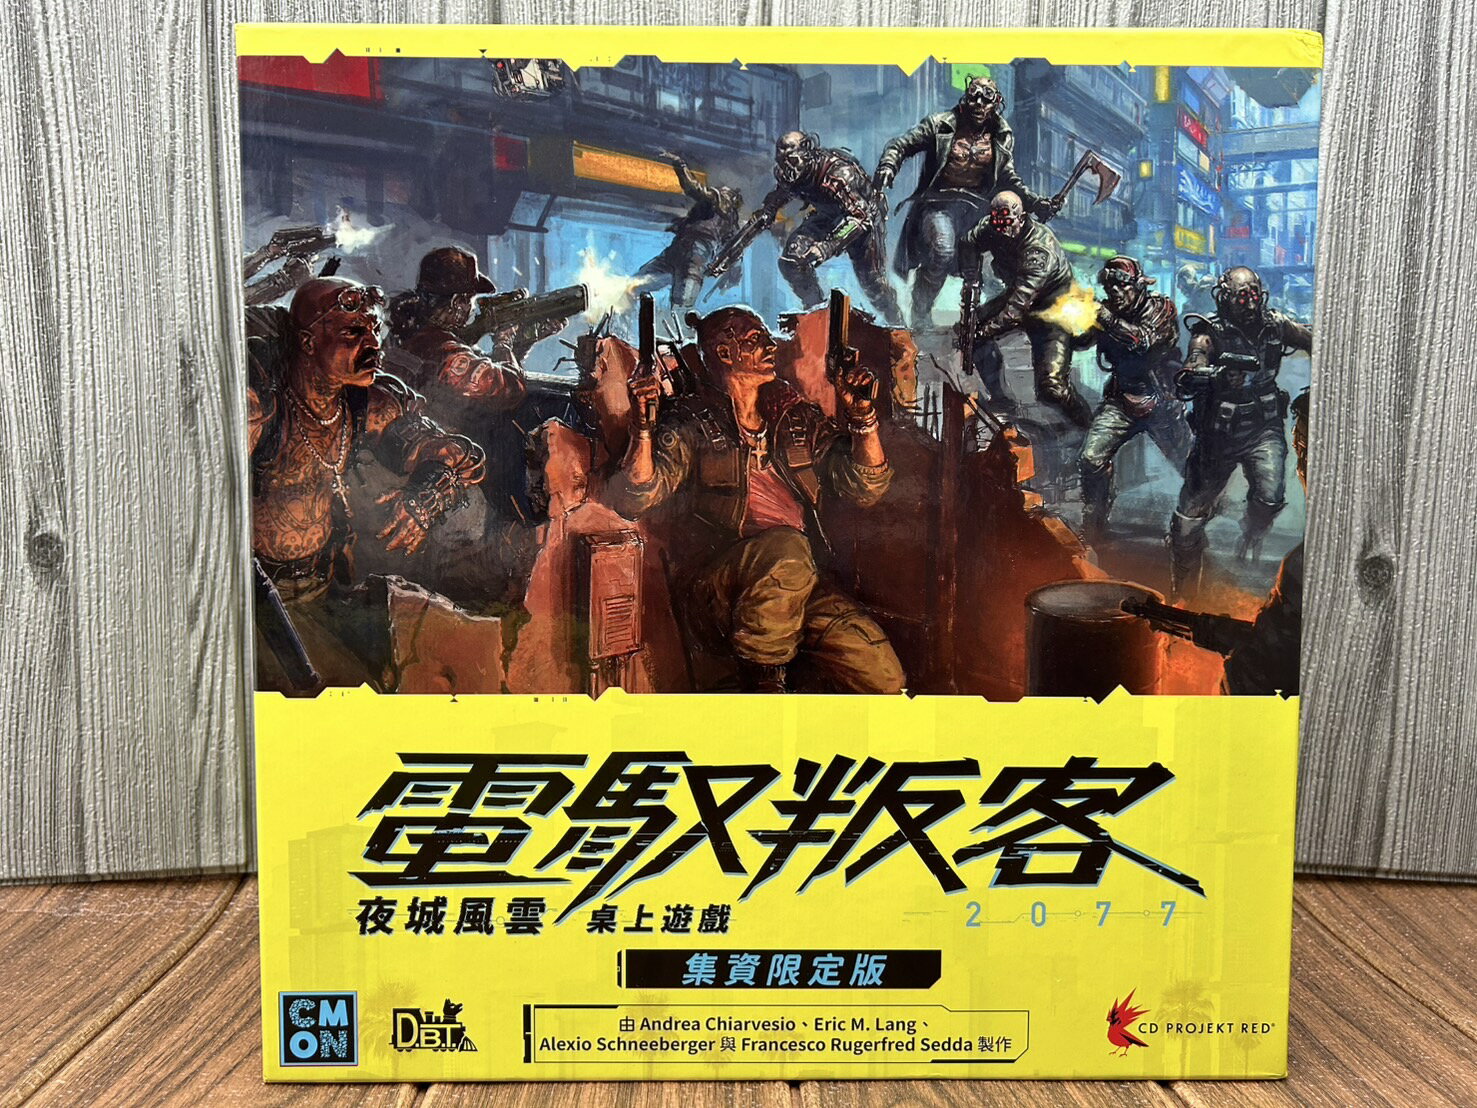 電馭叛客
夜城風雲 桌上遊戲
2077
集資限定版
CMON
D.B.T.
由 Andrea Chiarvesio、Eric M. Lang、
Alexio Schneeberger 與 Francesco Rugerfred Sedda 製作
CD PROJEKT RED®